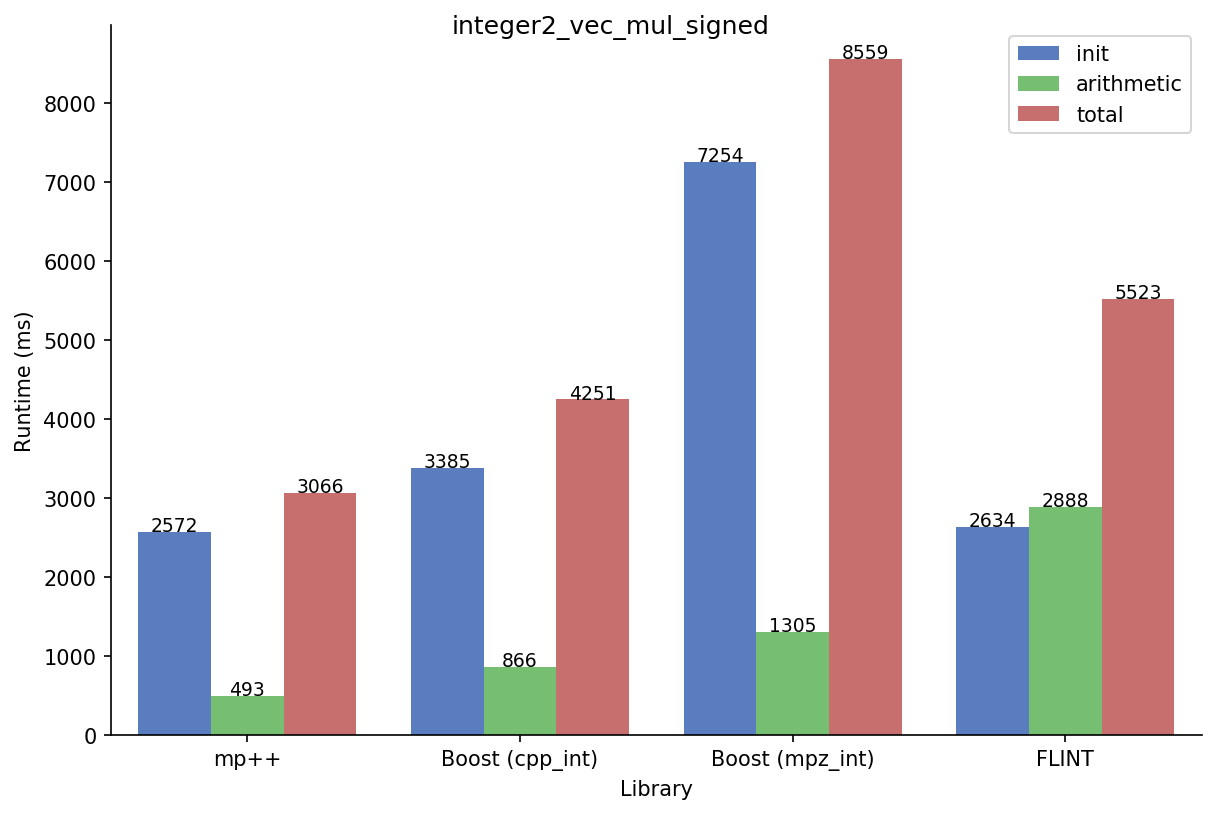 integer2_vec_mul_signed
init
arithmetic
total
Runtime (ms)
8000
7000
6000
5000
4000
3000
2000
1000
0
2572
493
3066
3385
866
4251
7254
1305
8559
2634
2888
5523
mp++
Boost (cpp_int)
Boost (mpz_int)
FLINT
Library